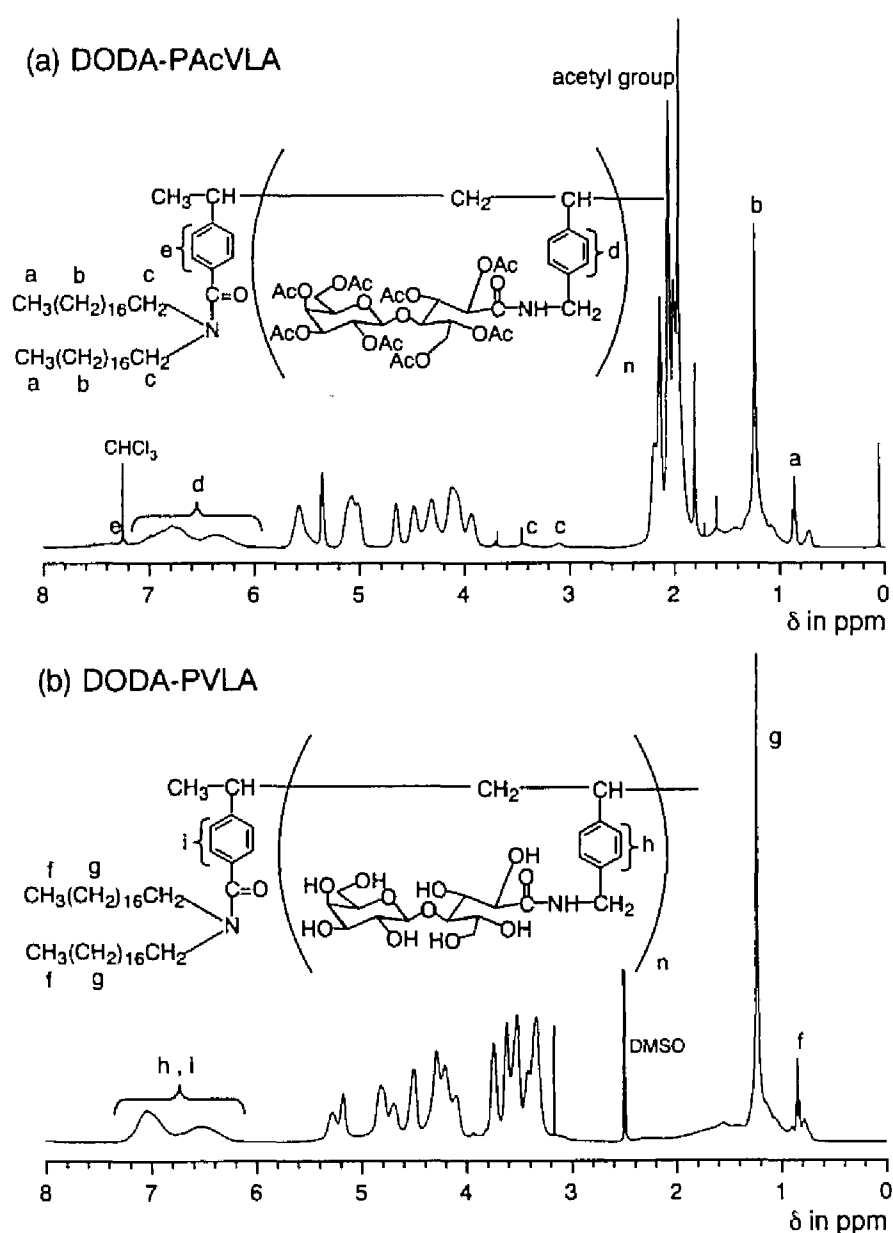 (a) DODA-PAcVLA
acetyl group
CH₃-CH
CH₂
CH
b
e
d
a b c
CH₃(CH₂)₁₆CH₂
C=O
N
CH₃(CH₂)₁₆CH₂
a b c
OAc
OAc
OAc
O
OAc
AcO
O
O
O
C-NH
CH₂
AcO
OAc
AcO
OAc
n
CHCl₃
d
e
c c
a
8 7 6 5 4 3 2 1 0
δ in ppm
(b) DODA-PVLA
g
CH₃-CH
CH₂
CH
i
h
f g
CH₃(CH₂)₁₆CH₂
C=O
N
CH₃(CH₂)₁₆CH₂
f g
OH
HO
OH
HO
O
O
O
HO
OH
HO
OH
C-NH
CH₂
n
h , i
DMSO
f
8 7 6 5 4 3 2 1 0
δ in ppm